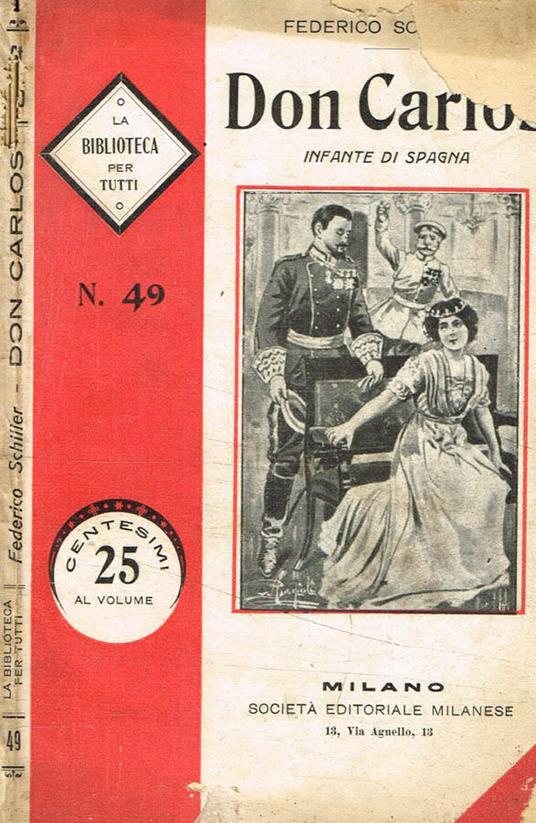 FEDERICO SC
Don Carlos
INFANTE DI SPAGNA
LA
BIBLIOTECA
PER
TUTTI
N. 49
CENTESIMI
25
AL VOLUME
MILANO
SOCIETÀ EDITORIALE MILANESE
13, Via Agnello, 13
LA BIBLIOTECA
PER TUTTI
Federico Schiller - DON CARLOS
49